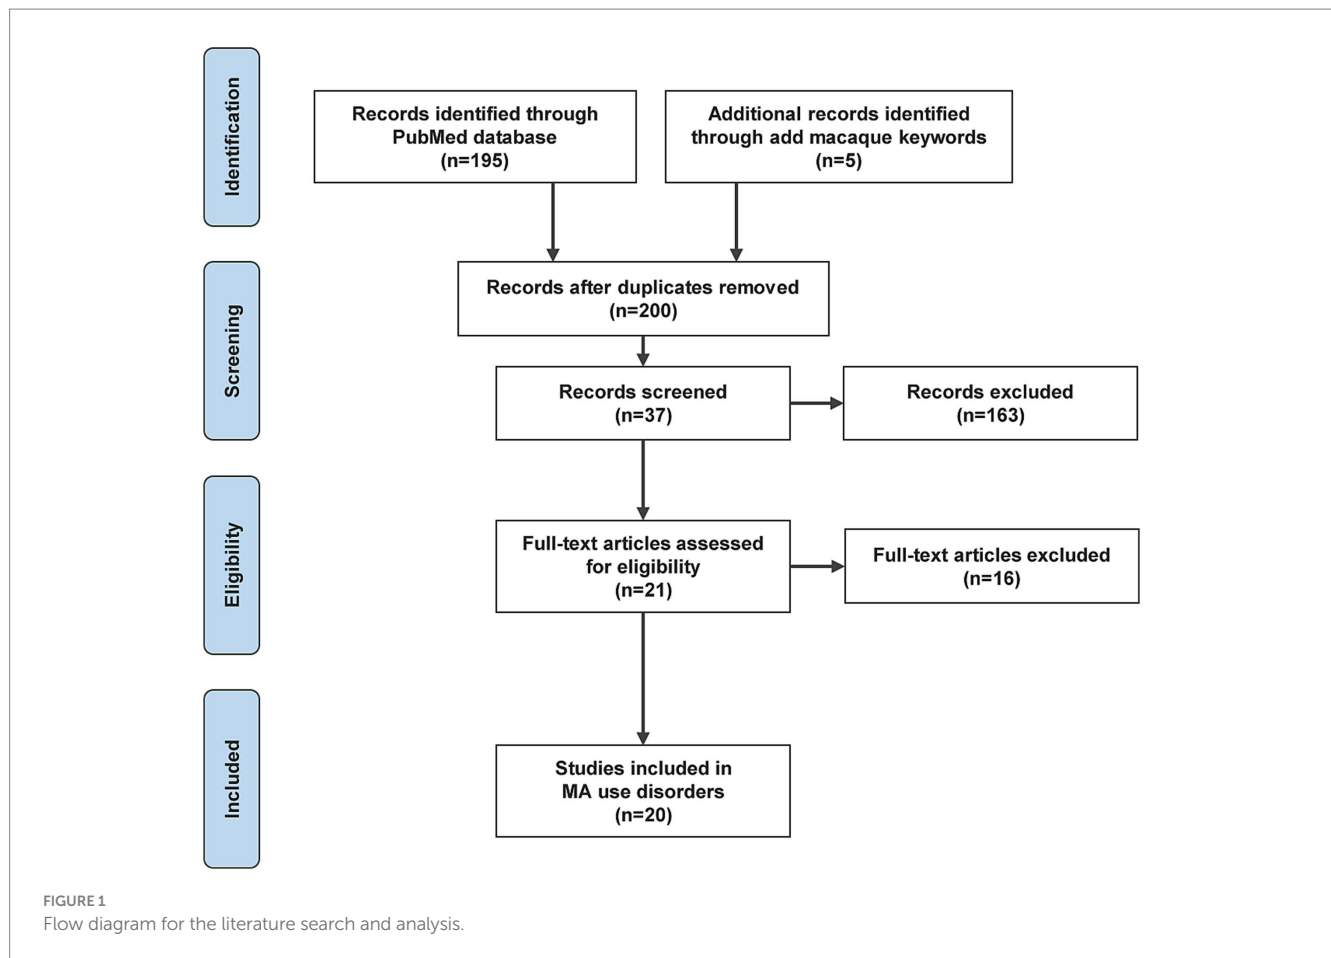 Identification
Records identified through
PubMed database
(n=195)
Additional records identified
through add macaque keywords
(n=5)
Screening
Records after duplicates removed
(n=200)
Records screened
(n=37)
Records excluded
(n=163)
Eligibility
Full-text articles assessed
for eligibility
(n=21)
Full-text articles excluded
(n=16)
Included
Studies included in
MA use disorders
(n=20)
FIGURE 1
Flow diagram for the literature search and analysis.